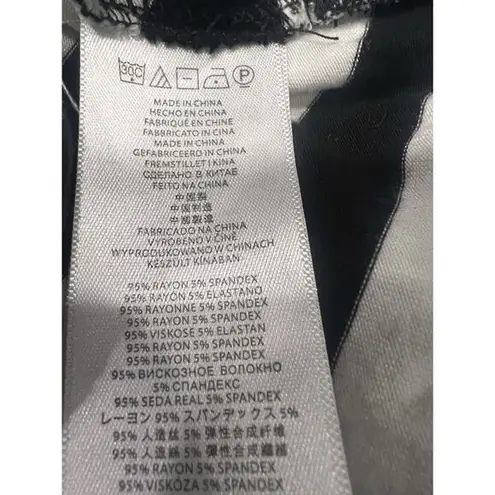 30C
P
MADE IN CHINA
HECHO EN CHINA
FABRIQUÉ EN CHINE
FABBRICATO IN CINA
MADE IN CHINA
GEFABRICEERD IN CHINA
FREMSTILLET I KINA
СДЕЛАНО В КИТАЕ
FEITO NA CHINA
中国製
中国制造
中國製造
FABRICADO NA CHINA
VYROBENO V ČÍNĚ
WYPRODUKOWANO W CHINACH
KÉSZÜLT KÍNÁBAN
95% RAYON 5% SPANDEX
95% RAYON 5% ELASTANO
95% RAYONNE 5% SPANDEX
95% RAYON 5% SPANDEX
95% VISKOSE 5% ELASTAN
95% RAYON 5% SPANDEX
95% RAYON 5% SPANDEX
95% ВИСКОЗНОЕ ВОЛОКНО
5% СПАНДЕКС
95% SEDA REAL 5% SPANDEX
レーヨン 95% スパンデックス 5%
95% 人造丝 5% 弹性合成纤维
95% 人造絲 5% 彈性合成纖維
95% RAYON 5% SPANDEX
95% VISKÓZA 5% SPANDEX